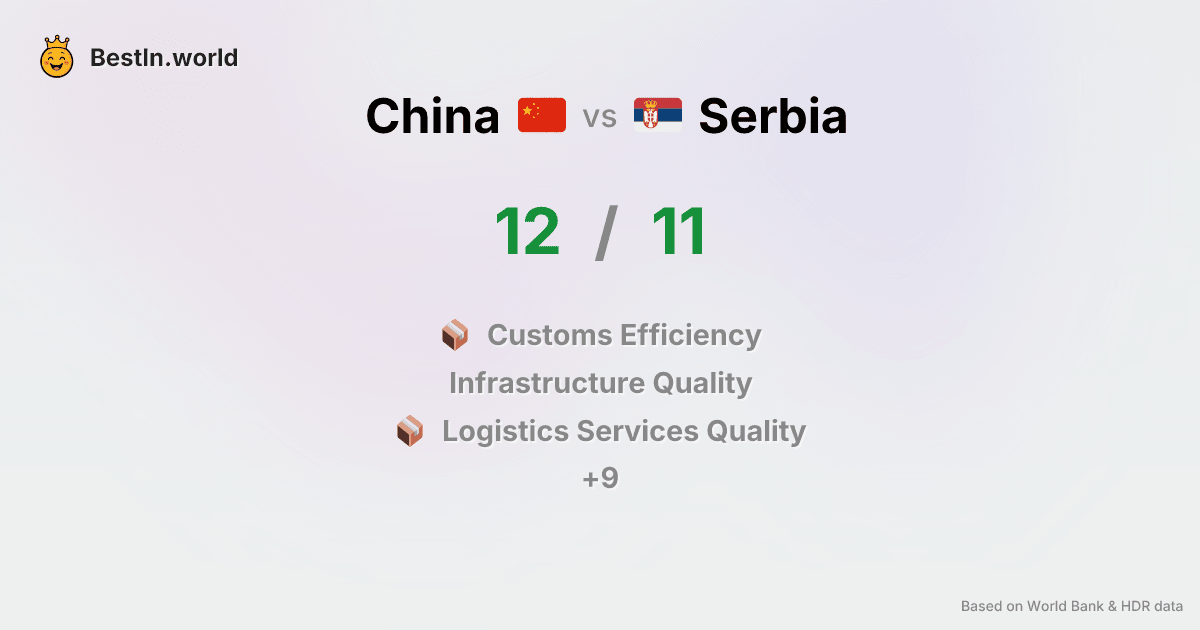 BestIn.world
China vs Serbia
12 / 11
Customs Efficiency
Infrastructure Quality
Logistics Services Quality
+9
Based on World Bank & HDR data